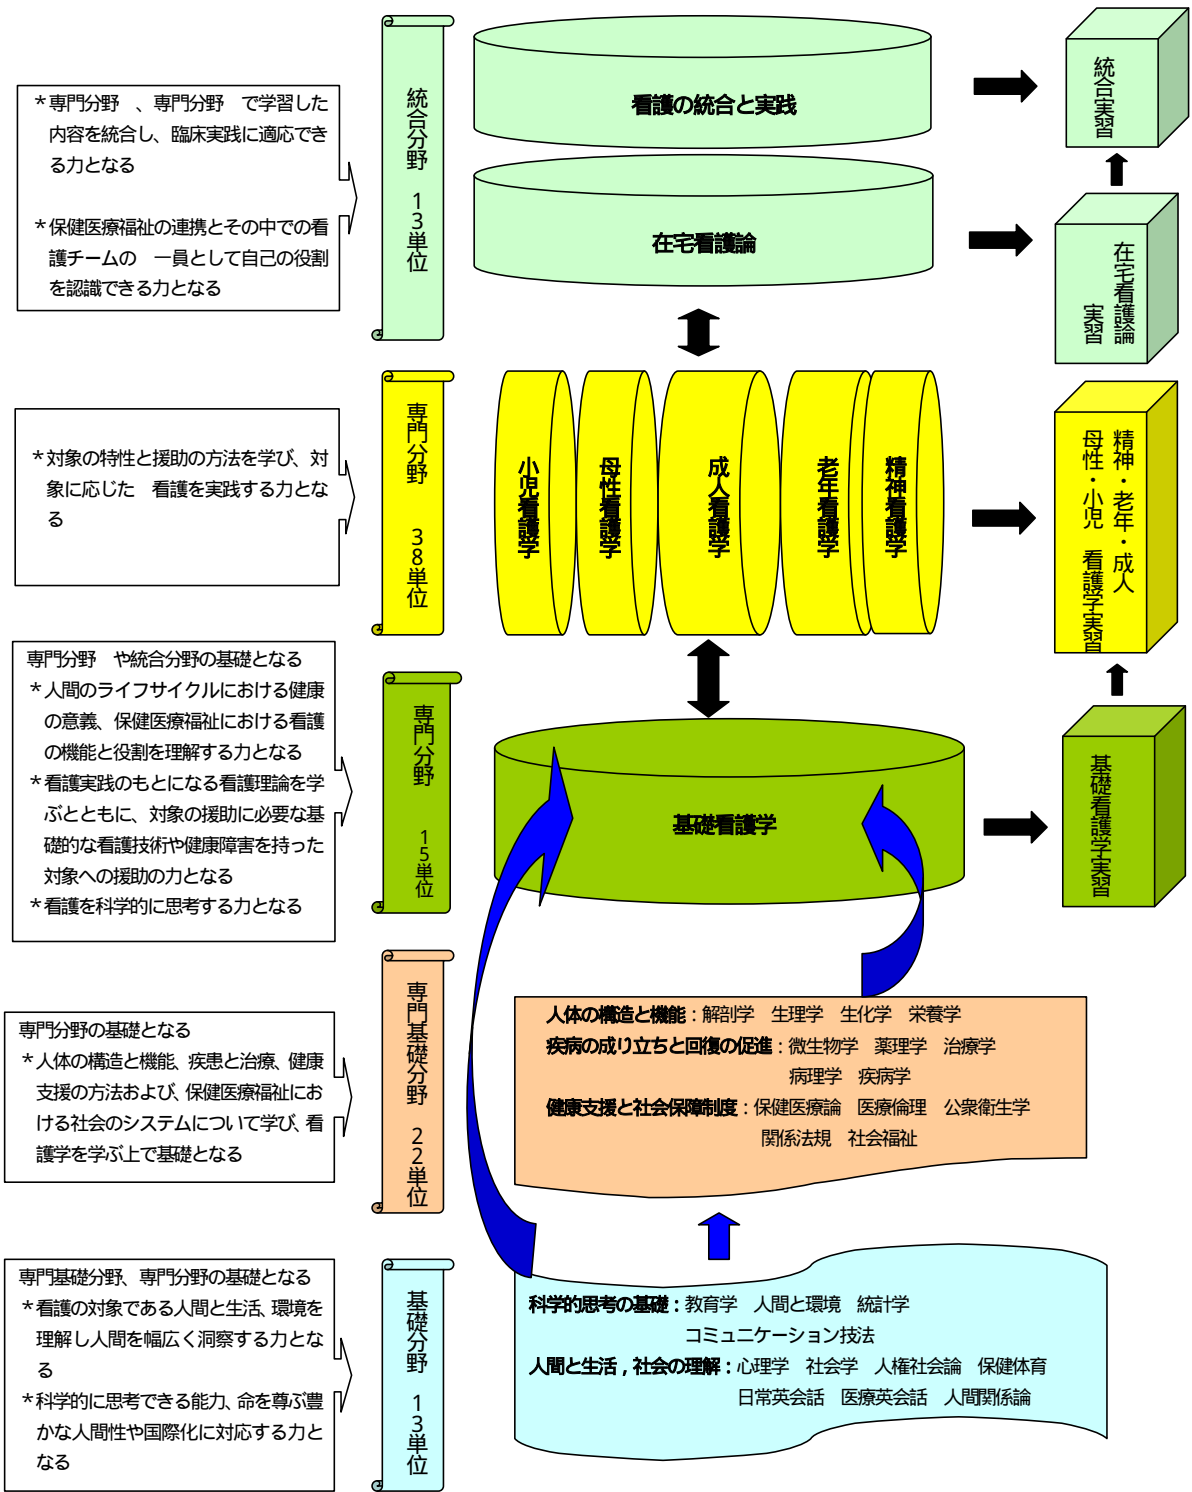 ＊専門分野　、専門分野　で学習した
内容を統合し、臨床実践に適応でき
る力となる
＊保健医療福祉の連携とその中での看
護チームの　一員として自己の役割
を認識できる力となる
統合分野　13単位
看護の統合と実践
在宅看護論
統合実習
在宅看護論
実習
＊対象の特性と援助の方法を学び、対
象に応じた　看護を実践する力とな
る
専門分野　　38単位
小児看護学
母性看護学
成人看護学
老年看護学
精神看護学
精神・老年・成人
母性・小児　看護学実習
専門分野　や統合分野の基礎となる
＊人間のライフサイクルにおける健康
の意義、保健医療福祉における看護
の機能と役割を理解する力となる
＊看護実践のもとになる看護理論を学
ぶとともに、対象の援助に必要な基
礎的な看護技術や健康障害を持った
対象への援助の力となる
＊看護を科学的に思考する力となる
専門分野　　15単位
基礎看護学
基礎看護学実習
専門分野の基礎となる
＊人体の構造と機能、疾患と治療、健康
支援の方法および、保健医療福祉にお
ける社会のシステムについて学び、看
護学を学ぶ上で基礎となる
専門基礎分野　22単位
人体の構造と機能：解剖学　生理学　生化学　栄養学
疾病の成り立ちと回復の促進：微生物学　薬理学　治療学
病理学　疾病学
健康支援と社会保障制度：保健医療論　医療倫理　公衆衛生学
関係法規　社会福祉
専門基礎分野、専門分野の基礎となる
＊看護の対象である人間と生活、環境を
理解し人間を幅広く洞察する力とな
る
＊科学的に思考できる能力、命を尊ぶ豊
かな人間性や国際化に対応する力と
なる
基礎分野　13単位
科学的思考の基礎：教育学　人間と環境　統計学
コミュニケーション技法
人間と生活，社会の理解：心理学　社会学　人権社会論　保健体育
日常英会話　医療英会話　人間関係論